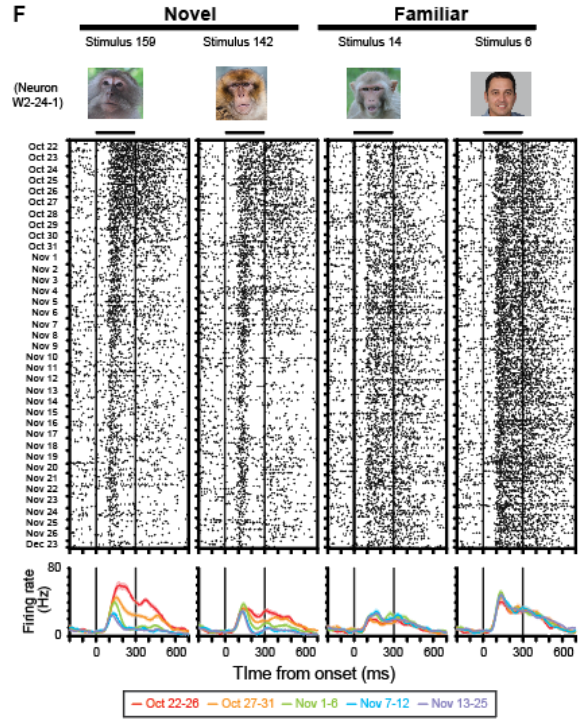 F
Novel Familiar
Stimulus 159 Stimulus 142 Stimulus 14 Stimulus 6
(Neuron
W2-24-1)
Oct 22
Oct 23
Oct 24
Oct 25
Oct 26
Oct 27
Oct 28
Oct 29
Oct 30
Oct 31
Nov 1
Nov 2
Nov 3
Nov 4
Nov 5
Nov 6
Nov 7
Nov 8
Nov 9
Nov 10
Nov 11
Nov 12
Nov 13
Nov 14
Nov 15
Nov 16
Nov 17
Nov 18
Nov 19
Nov 20
Nov 21
Nov 22
Nov 23
Nov 24
Nov 25
Nov 26
Dec 23
80
Firing rate
(Hz)
0
0 300 600 0 300 600 0 300 600 0 300 600
TIme from onset (ms)
Oct 22-26 Oct 27-31 Nov 1-6 Nov 7-12 Nov 13-25